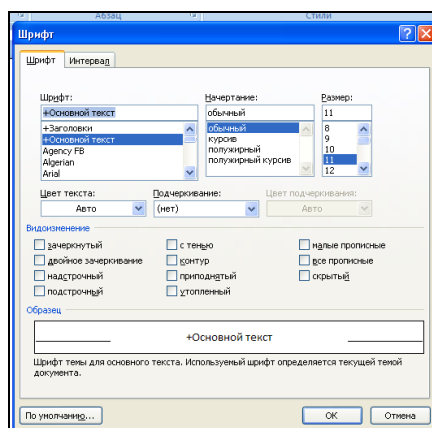 Абзац Стили
Шрифт
Шрифт Интервал
Шрифт: Начертание: Размер:
+Основной текст обычный 11
+Заголовки обычный 8
+Основной текст курсив 9
Agency FB полужирный 10
Algerian полужирный курсив 11
Arial 12
Цвет текста: Подчеркивание: Цвет подчеркивания:
Авто (нет) Авто
Видоизменение
зачеркнутый с тенью малые прописные
двойное зачеркивание контур все прописные
надстрочный приподнятый скрытый
подстрочный утопленный
Образец
+Основной текст
Шрифт темы для основного текста. Используемый шрифт определяется текущей темой
документа.
По умолчанию... ОК Отмена